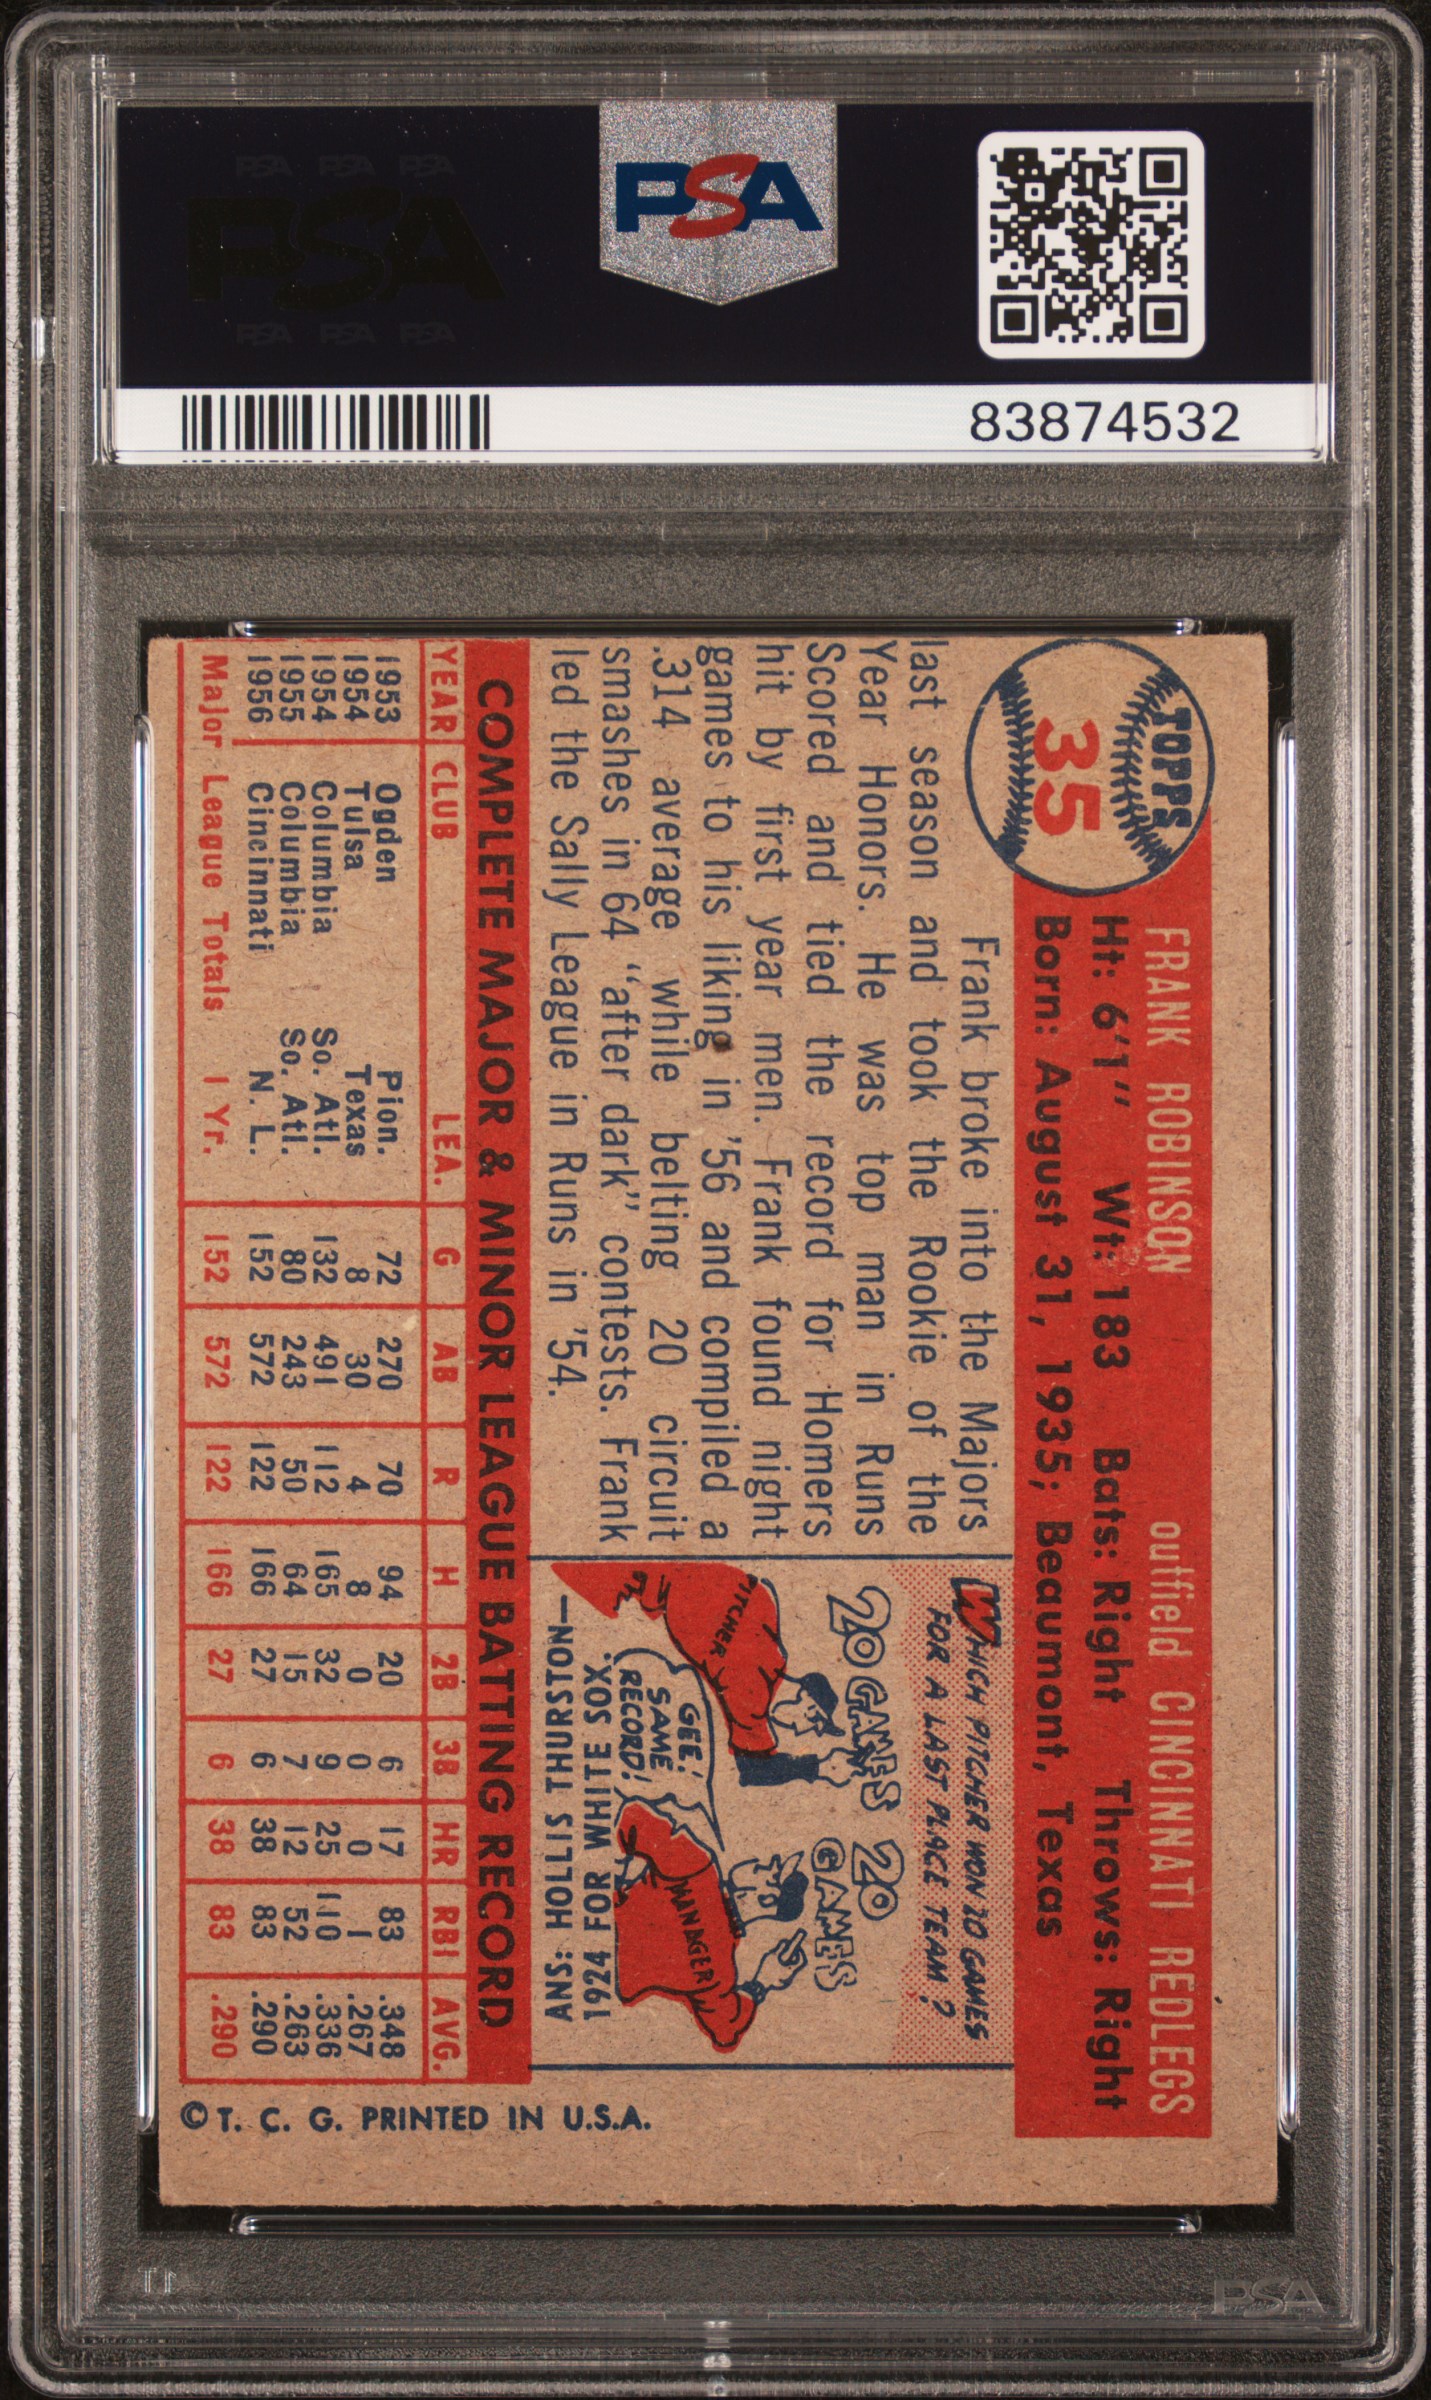 PSA PSA PSA
PSA
PSA PSA PSA
PSA
83874532
TOPPS
35
FRANK ROBINSON outfield CINCINNATI REDLEGS
Ht: 6'1" Wt: 183 Bats: Right Throws: Right
Born: August 31, 1935; Beaumont, Texas
Frank broke into the Majors
last season and took the Rookie of the
Year Honors. He was top man in Runs
Scored and tied the record for Homers
hit by first year men. Frank found night
games to his liking in '56 and compiled a
.314 average while belting 20 circuit
smashes in 64 "after dark" contests. Frank
led the Sally League in Runs in '54.
WHICH PITCHER WON 20 GAMES
FOR A LAST PLACE TEAM?
20 GAMES
20 GAMES
PITCHER
GEE!
SAME
RECORD!
MANAGER
ANS: HOLLIS THURSTON—
1924 FOR WHITE SOX.
COMPLETE MAJOR & MINOR LEAGUE BATTING RECORD
YEAR CLUB LEA. G AB R H 2B 3B HR RBI AVG.
1953 Ogden Pion. 72 270 70 94 20 6 17 83 .348
1954 Tulsa Texas 8 30 4 8 0 0 0 1 .267
1954 Columbia So. Atl. 132 491 112 165 32 9 25 110 .336
1955 Columbia So. Atl. 80 243 50 64 15 7 12 52 .263
1956 Cincinnati N. L. 152 572 122 166 27 6 38 83 .290
Major League Totals 1 Yr. 152 572 122 166 27 6 38 83 .290
© T. C. G. PRINTED IN U.S.A.
PSA